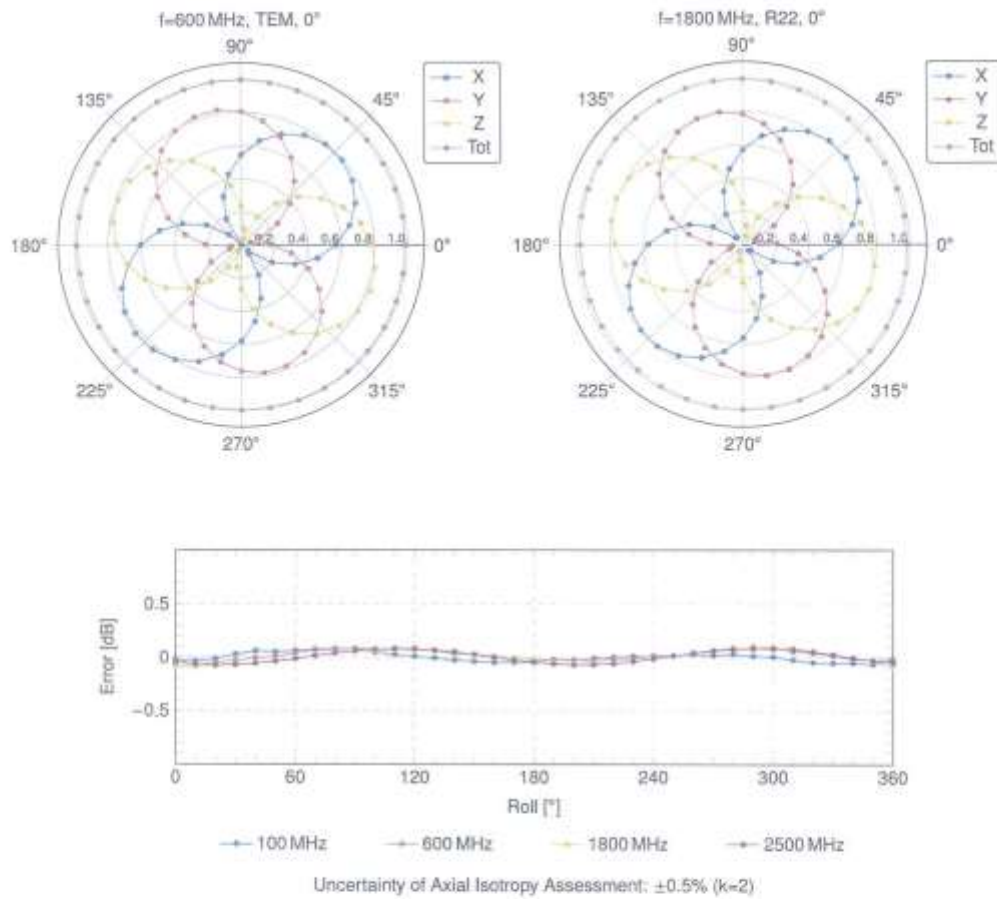 f=600 MHz, TEM, 0°
f=1800 MHz, R22, 0°
90°
90°
135°
45°
135°
45°
X
Y
Z
Tot
X
Y
Z
Tot
180°
0.2 0.4 0.6 0.8 1.0
0°
180°
0.2 0.4 0.6 0.8 1.0
0°
225°
315°
225°
315°
270°
270°
0.5
0
−0.5
Error [dB]
0 60 120 180 240 300 360
Roll [°]
100 MHz 600 MHz 1800 MHz 2500 MHz
Uncertainty of Axial Isotropy Assessment: ±0.5% (k=2)